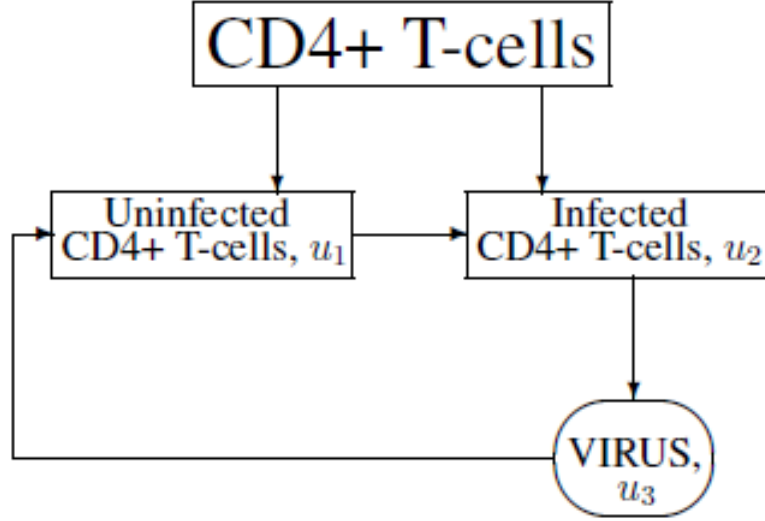 CD4+ T-cells
Uninfected
CD4+ T-cells, u₁
Infected
CD4+ T-cells, u₂
VIRUS,
u₃